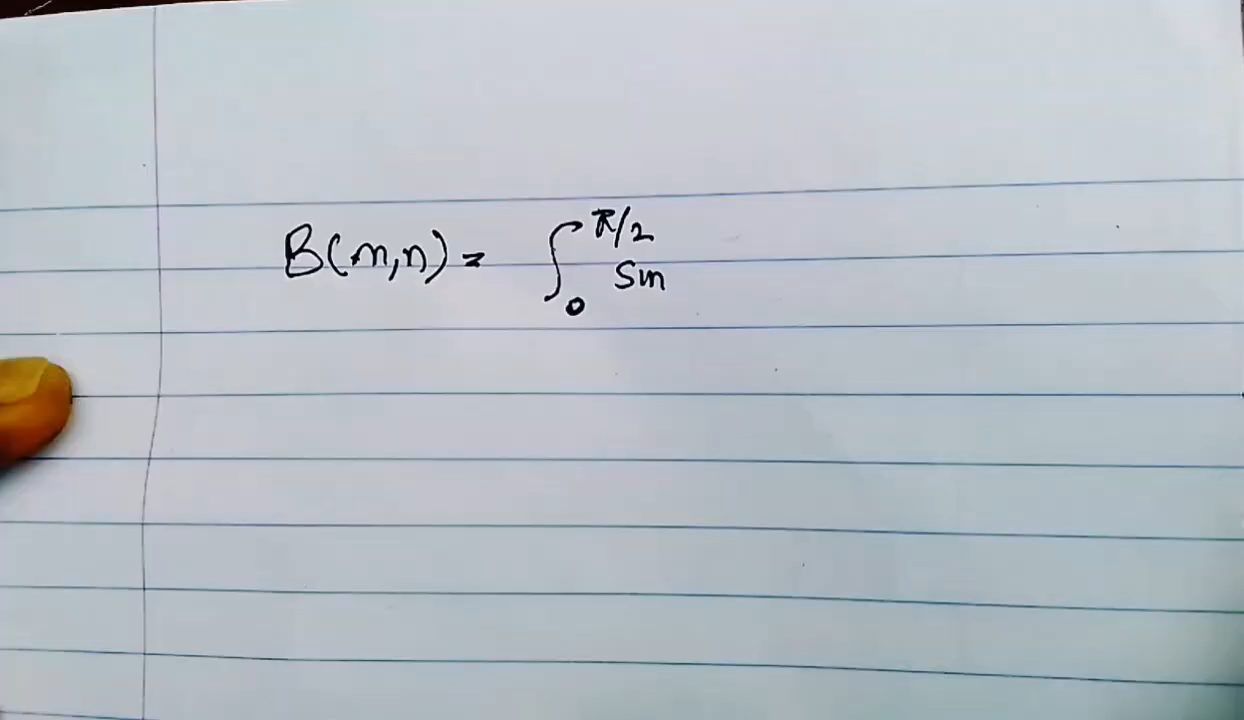 B(m,n) = ∫₀^π/2 Sin